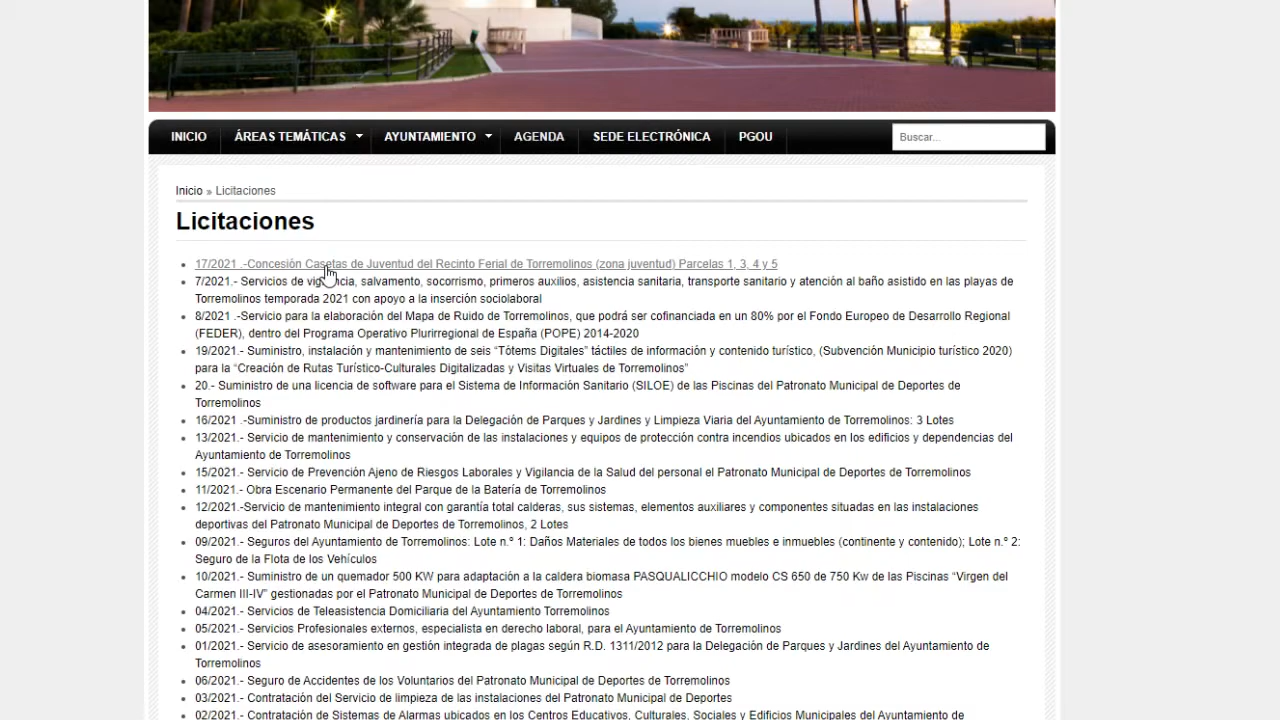 INICIO ÁREAS TEMÁTICAS AYUNTAMIENTO AGENDA SEDE ELECTRÓNICA PGOU Buscar...
Inicio » Licitaciones
Licitaciones
17/2021 .-Concesión Casetas de Juventud del Recinto Ferial de Torremolinos (zona juventud) Parcelas 1, 3, 4 y 5
7/2021.- Servicios de vigilancia, salvamento, socorrismo, primeros auxilios, asistencia sanitaria, transporte sanitario y atención al baño asistido en las playas de
Torremolinos temporada 2021 con apoyo a la inserción sociolaboral
8/2021 .-Servicio para la elaboración del Mapa de Ruido de Torremolinos, que podrá ser cofinanciada en un 80% por el Fondo Europeo de Desarrollo Regional
(FEDER), dentro del Programa Operativo Plurirregional de España (POPE) 2014-2020
19/2021.- Suministro, instalación y mantenimiento de seis “Tótems Digitales” táctiles de información y contenido turístico, (Subvención Municipio turístico 2020)
para la “Creación de Rutas Turístico-Culturales Digitalizadas y Visitas Virtuales de Torremolinos”
20.- Suministro de una licencia de software para el Sistema de Información Sanitario (SILOE) de las Piscinas del Patronato Municipal de Deportes de
Torremolinos
16/2021 .-Suministro de productos jardinería para la Delegación de Parques y Jardines y Limpieza Viaria del Ayuntamiento de Torremolinos: 3 Lotes
13/2021.- Servicio de mantenimiento y conservación de las instalaciones y equipos de protección contra incendios ubicados en los edificios y dependencias del
Ayuntamiento de Torremolinos
15/2021.- Servicio de Prevención Ajeno de Riesgos Laborales y Vigilancia de la Salud del personal el Patronato Municipal de Deportes de Torremolinos
11/2021.- Obra Escenario Permanente del Parque de la Batería de Torremolinos
12/2021.-Servicio de mantenimiento integral con garantía total calderas, sus sistemas, elementos auxiliares y componentes situadas en las instalaciones
deportivas del Patronato Municipal de Deportes de Torremolinos, 2 Lotes
09/2021.- Seguros del Ayuntamiento de Torremolinos: Lote n.º 1: Daños Materiales de todos los bienes muebles e inmuebles (continente y contenido); Lote n.º 2:
Seguro de la Flota de los Vehículos
10/2021.- Suministro de un quemador 500 KW para adaptación a la caldera biomasa PASQUALICCHIO modelo CS 650 de 750 Kw de las Piscinas “Virgen del
Carmen III-IV” gestionadas por el Patronato Municipal de Deportes de Torremolinos
04/2021.- Servicios de Teleasistencia Domiciliaria del Ayuntamiento Torremolinos
05/2021.- Servicios Profesionales externos, especialista en derecho laboral, para el Ayuntamiento de Torremolinos
01/2021.- Servicio de asesoramiento en gestión integrada de plagas según R.D. 1311/2012 para la Delegación de Parques y Jardines del Ayuntamiento de
Torremolinos
06/2021.- Seguro de Accidentes de los Voluntarios del Patronato Municipal de Deportes de Torremolinos
03/2021.- Contratación del Servicio de limpieza de las instalaciones del Patronato Municipal de Deportes
02/2021.- Contratación de Sistemas de Alarmas ubicados en los Centros Educativos, Culturales, Sociales y Edificios Municipales del Ayuntamiento de